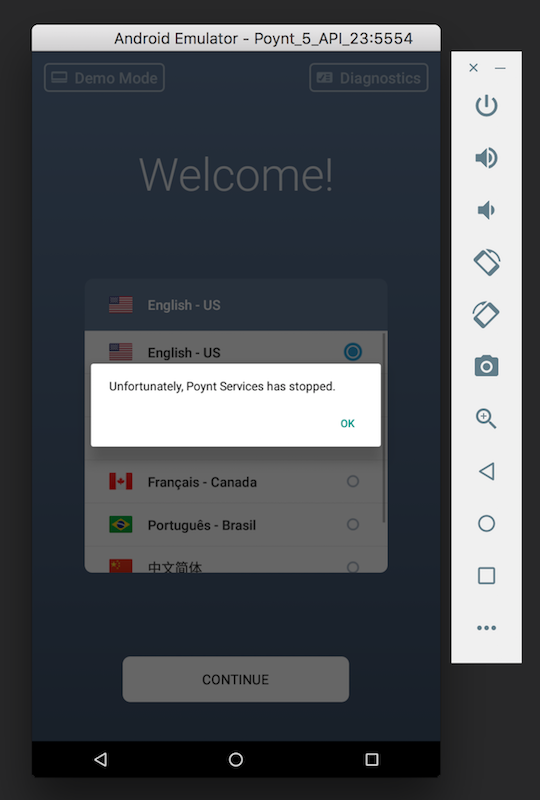 Android Emulator - Poynt_5_API_23:5554
Demo Mode
Diagnostics
Welcome!
English - US
English - US
Unfortunately, Poynt Services has stopped.
OK
Français - Canada
Português - Brasil
中文简体
CONTINUE